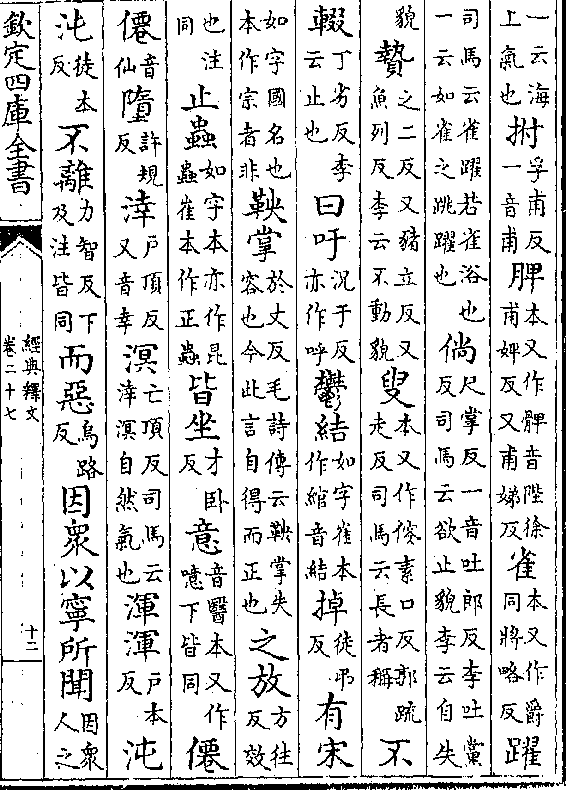 一云海上氣也拊孚甫反一音甫脾本又作髀音陛徐甫婢反又甫娣反雀本又作爵同將略反躍
司馬云雀躍若雀浴也一云如雀之跳躍也倘尺掌反一音吐郎反李吐黨反司馬云欲止貌李云自失
貌贄之二反又豬立反又魚列反李云不動貌叟本又作傁素口反郭疏走反司馬云長者稱不
輟丁劣反李云止也曰吁況于反亦作呼鬱結如字崔本作綰音結掉徒弔反有宋
如字國名也本作宗者非鞅掌於丈反毛詩傳云鞅掌失容也今此言自得而正也之放方往反效
也注同止蟲如字本亦作昆蟲崔本作正蟲皆坐才臥反意音醫本又作噫下皆同僊
僊音仙墮許規反涬戶頂反又音幸溟亡頂反司馬云涬溟自然氣也渾渾戶本反沌
沌徒本反不離力智反下及注皆同而惡烏路反因衆以寧所聞因衆人之
欽定四庫全書
經典釋文
卷二十七
十二